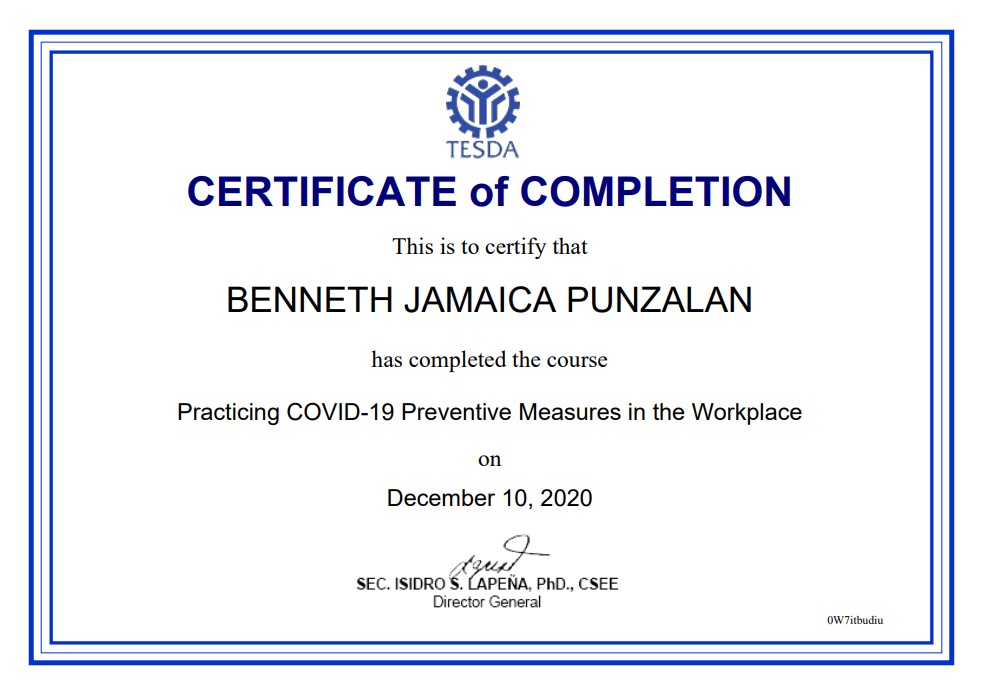 TESDA
CERTIFICATE of COMPLETION
This is to certify that
BENNETH JAMAICA PUNZALAN
has completed the course
Practicing COVID-19 Preventive Measures in the Workplace
on
December 10, 2020
SEC. ISIDRO S. LAPEÑA, PhD., CSEE
Director General
0W7itbudiu